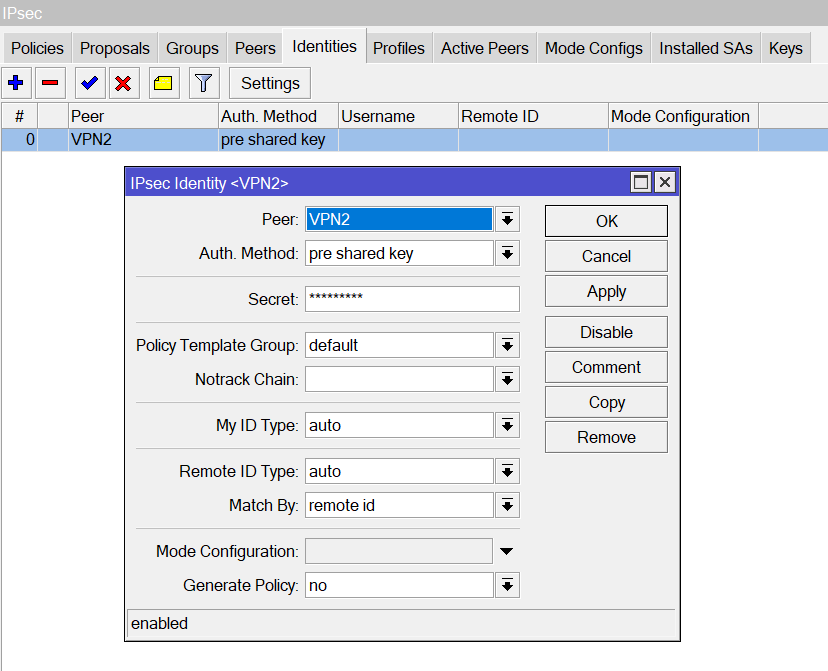 IPsec
Policies Proposals Groups Peers Identities Profiles Active Peers Mode Configs Installed SAs Keys
Settings
# Peer Auth. Method Username Remote ID Mode Configuration
0 VPN2 pre shared key
IPsec Identity <VPN2>
Peer: VPN2 OK
Auth. Method: pre shared key Cancel
Secret: ********* Apply
Policy Template Group: default Disable
Notrack Chain: Comment
Copy
My ID Type: auto Remove
Remote ID Type: auto
Match By: remote id
Mode Configuration:
Generate Policy: no
enabled